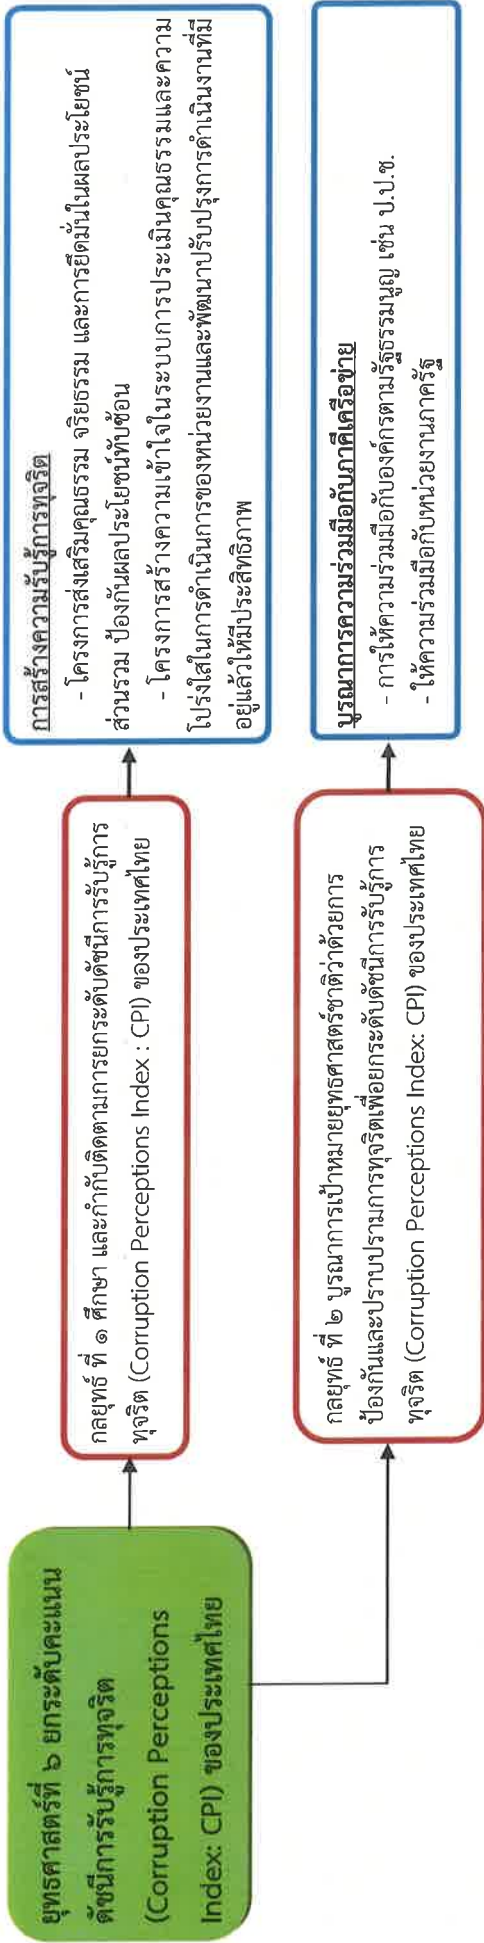 ยุทธศาสตร์ที่ ๖ ยกระดับคะแนน
ดัชนีการรับรู้การทุจริต
(Corruption Perceptions
Index: CPI) ของประเทศไทย
กลยุทธ์ ที่ ๑ ศึกษา และกำกับติดตามการยกระดับดัชนีการรับรู้การ
ทุจริต (Corruption Perceptions Index : CPI) ของประเทศไทย
การสร้างความรับรู้การทุจริต
- โครงการส่งเสริมคุณธรรม จริยธรรม และการยึดมั่นในผลประโยชน์
ส่วนรวม ป้องกันผลประโยชน์ทับซ้อน
- โครงการสร้างความเข้าใจในระบบการประเมินคุณธรรมและความ
โปร่งใสในการดำเนินการของหน่วยงานและพัฒนาปรับปรุงการดำเนินงานที่มี
อยู่แล้วให้มีประสิทธิภาพ
กลยุทธ์ ที่ ๒ บูรณาการเป้าหมายยุทธศาสตร์ชาติว่าด้วยการ
ป้องกันและปราบปรามการทุจริตเพื่อยกระดับดัชนีการรับรู้การ
ทุจริต (Corruption Perceptions Index: CPI) ของประเทศไทย
บูรณาการความร่วมมือกับภาคีเครือข่าย
- การให้ความร่วมมือกับองค์กรตามรัฐธรรมนูญ เช่น ป.ป.ช.
- ให้ความร่วมมือกับหน่วยงานภาครัฐ